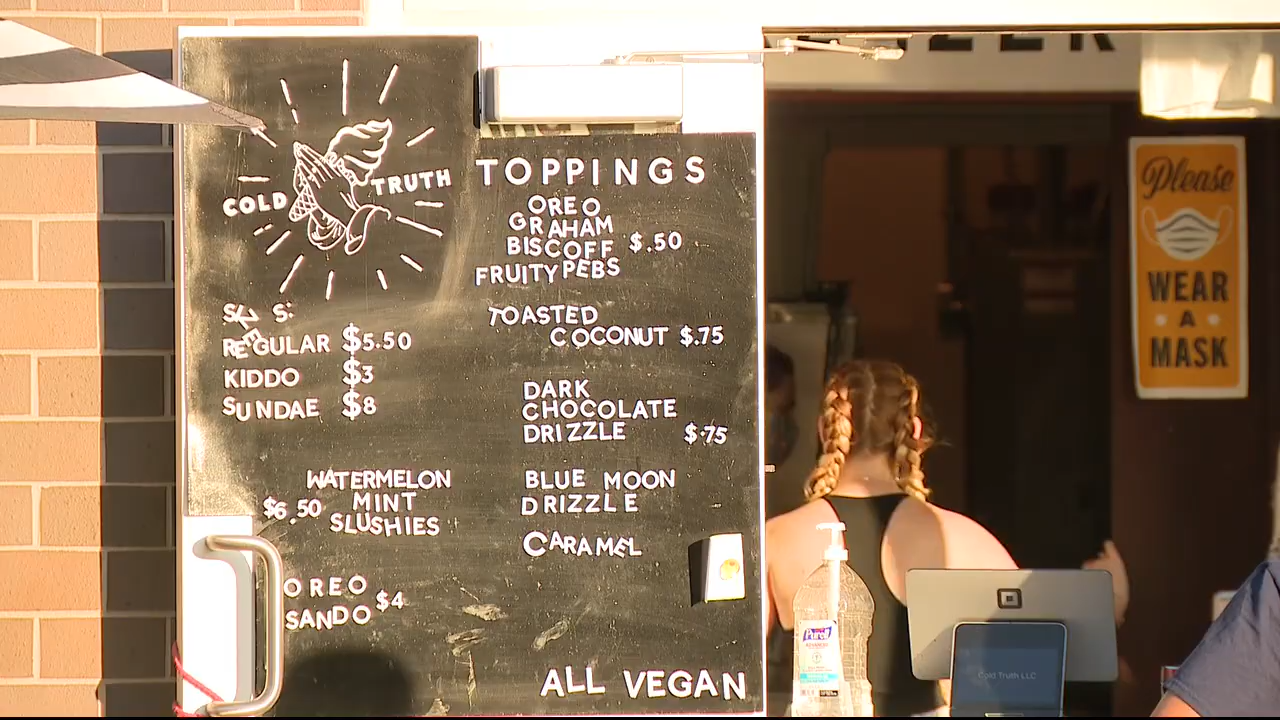 COLD TRUTH
SIZES:
REGULAR $5.50
KIDDO $3
SUNDAE $8
WATERMELON
$6.50 MINT
SLUSHIES
OREO
SANDO $4
TOPPINGS
OREO
GRAHAM
BISCOFF $.50
FRUITY PEBS
TOASTED
COCONUT $.75
DARK
CHOCOLATE
DRIZZLE $.75
BLUE MOON
DRIZZLE
CARAMEL
ALL VEGAN
Please
WEAR
A
MASK
Purell
Cold Truth LLC